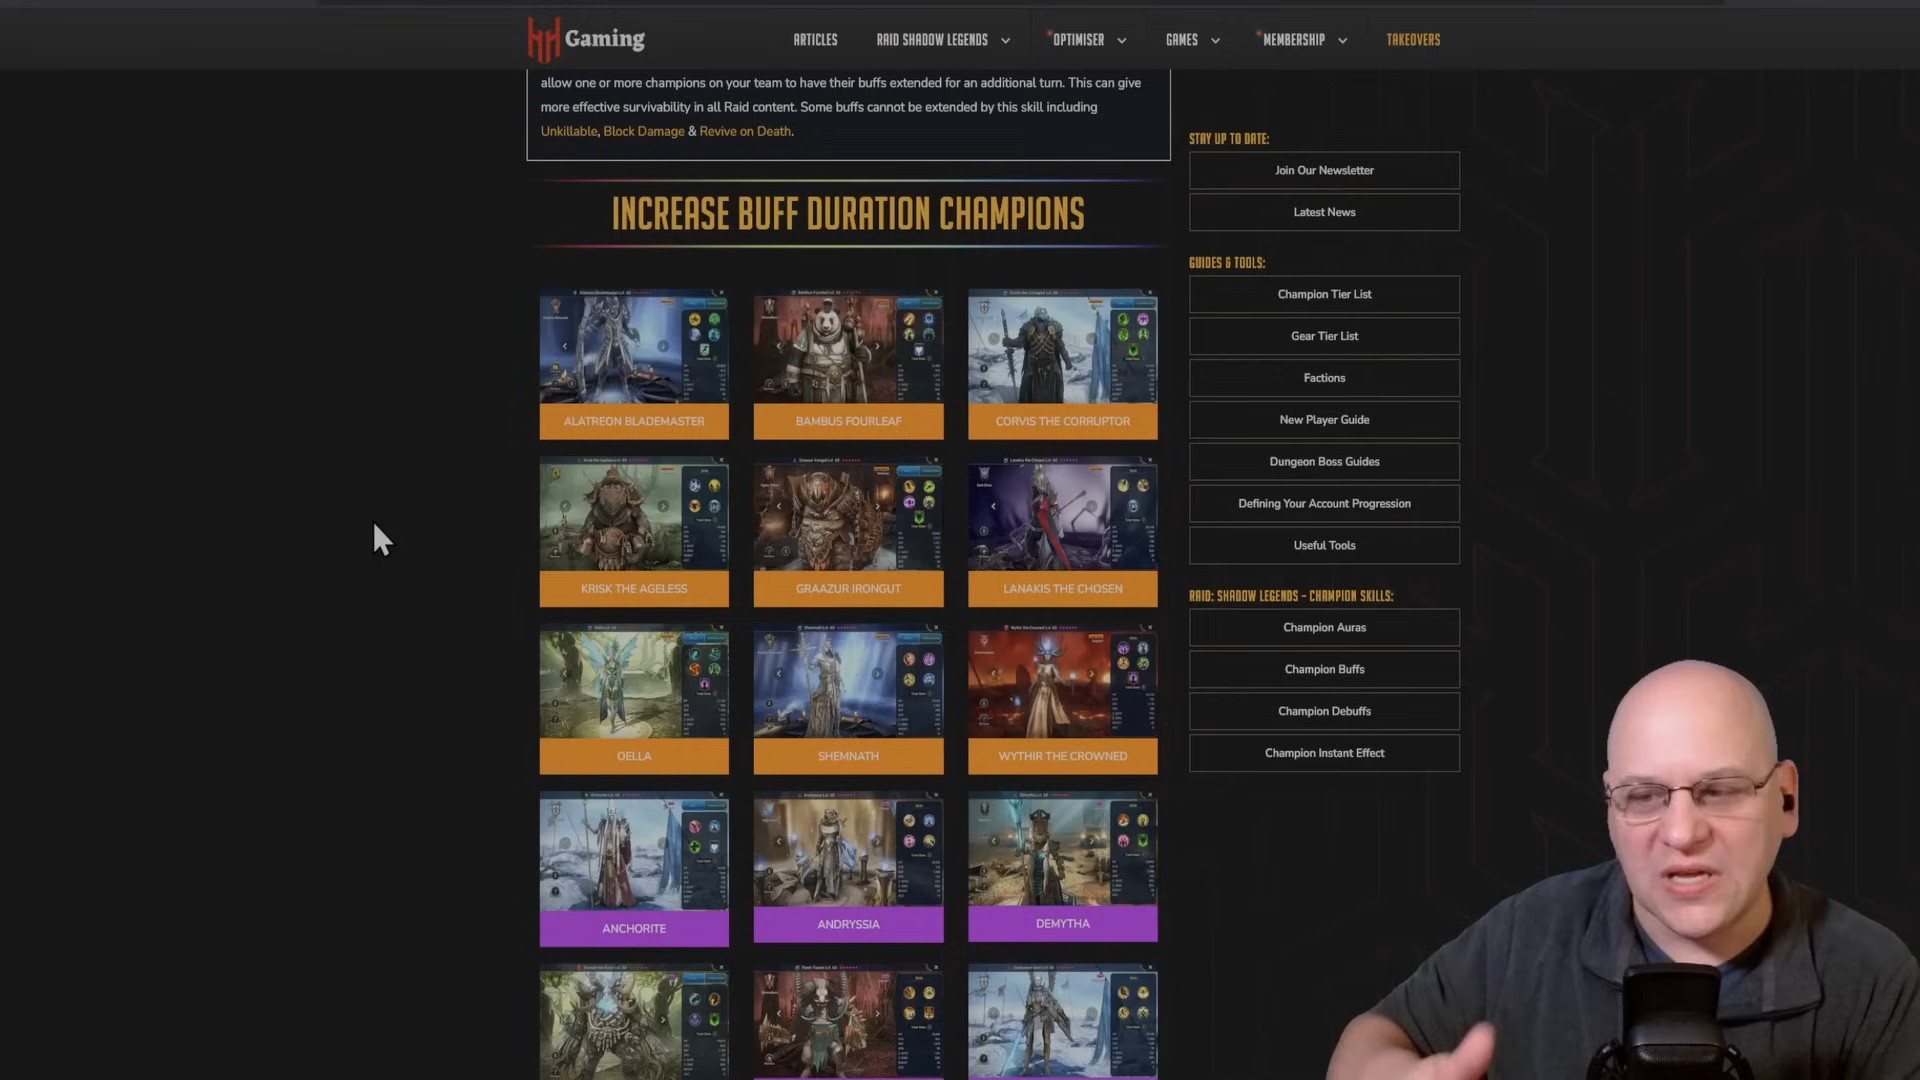 Gaming
ARTICLES
RAID SHADOW LEGENDS
OPTIMISER
GAMES
MEMBERSHIP
TAKEOVERS
allow one or more champions on your team to have their buffs extended for an additional turn. This can give
more effective survivability in all Raid content. Some buffs cannot be extended by this skill including
Unkillable, Block Damage & Revive on Death.
INCREASE BUFF DURATION CHAMPIONS
ALATREON BLADEMASTER
BAMBUS FOURLEAF
CORVIS THE CORRUPTOR
KRISK THE AGELESS
GRAAZUR IRONGUT
LANAKIS THE CHOSEN
OELLA
SHEMNATH
WYTHIR THE CROWNED
ANCHORITE
ANDRYSSIA
DEMYTHA
STAY UP TO DATE:
Join Our Newsletter
Latest News
GUIDES & TOOLS:
Champion Tier List
Gear Tier List
Factions
New Player Guide
Dungeon Boss Guides
Defining Your Account Progression
Useful Tools
RAID: SHADOW LEGENDS – CHAMPION SKILLS:
Champion Auras
Champion Buffs
Champion Debuffs
Champion Instant Effect